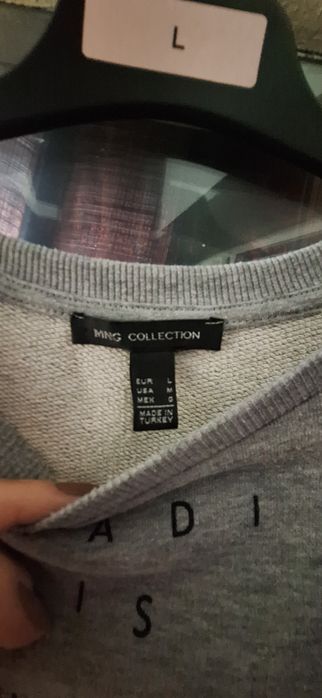 L
MNG COLLECTION
EUR L
USA M
MEX G
MADE IN
TURKEY
A D I
I S